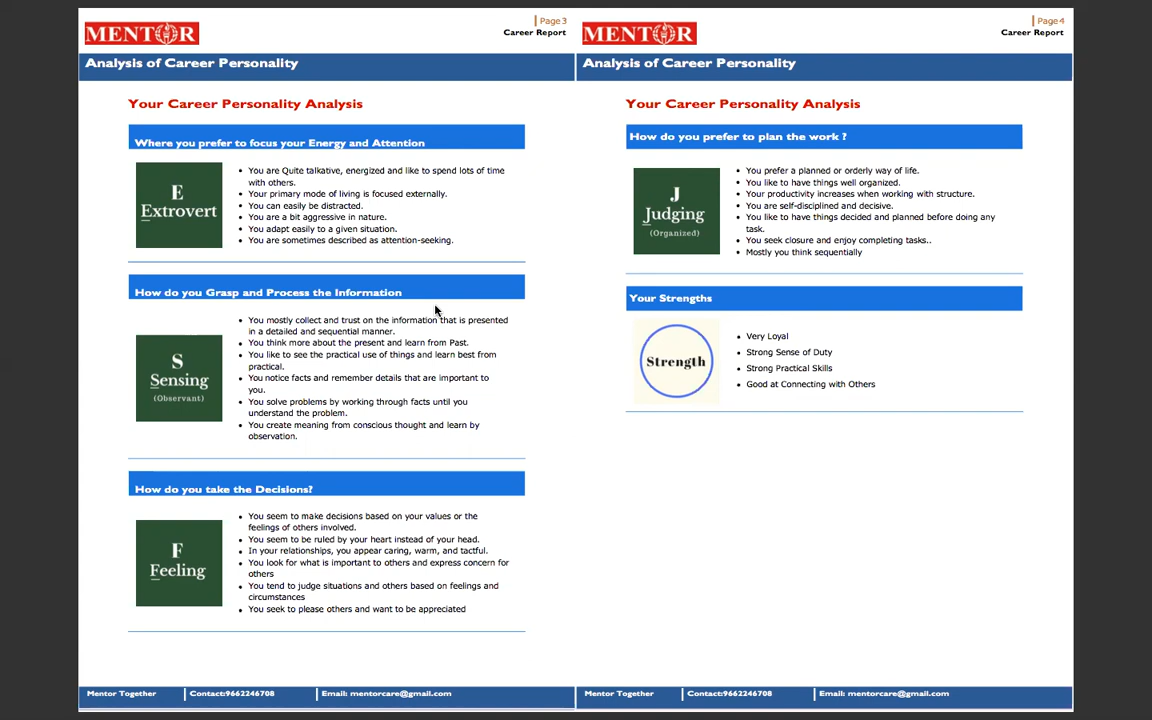 MENTOR
Page3
Career Report
Analysis of Career Personality
Your Career Personality Analysis
Where you prefer to focus your Energy and Attention
E
Extrovert
• You are Quite talkative, energized and like to spend lots of time
with others.
• Your primary mode of living is focused externally.
• You can easily be distracted.
• You are a bit aggressive in nature.
• You adapt easily to a given situation.
• You are sometimes described as attention-seeking.
How do you Grasp and Process the Information
S
Sensing
(Observant)
• You mostly collect and trust on the information that is presented
in a detailed and sequential manner.
• You think more about the present and learn from Past.
• You like to see the practical use of things and learn best from
practical.
• You notice facts and remember details that are important to
you.
• You solve problems by working through facts until you
understand the problem.
• You create meaning from conscious thought and learn by
observation.
How do you take the Decisions?
F
Feeling
• You seem to make decisions based on your values or the
feelings of others involved.
• You seem to be ruled by your heart instead of your head.
• In your relationships, you appear caring, warm, and tactful.
• You look for what is important to others and express concern for
others
• You tend to judge situations and others based on feelings and
circumstances
• You seek to please others and want to be appreciated
Mentor Together
Contact:9662246708
Email: mentorcare@gmail.com
MENTOR
Page4
Career Report
Analysis of Career Personality
Your Career Personality Analysis
How do you prefer to plan the work ?
J
Judging
(Organized)
• You prefer a planned or orderly way of life.
• You like to have things well organized.
• Your productivity increases when working with structure.
• You are self-disciplined and decisive.
• You like to have things decided and planned before doing any
task.
• You seek closure and enjoy completing tasks..
• Mostly you think sequentially
Your Strengths
Strength
• Very Loyal
• Strong Sense of Duty
• Strong Practical Skills
• Good at Connecting with Others
Mentor Together
Contact:9662246708
Email: mentorcare@gmail.com